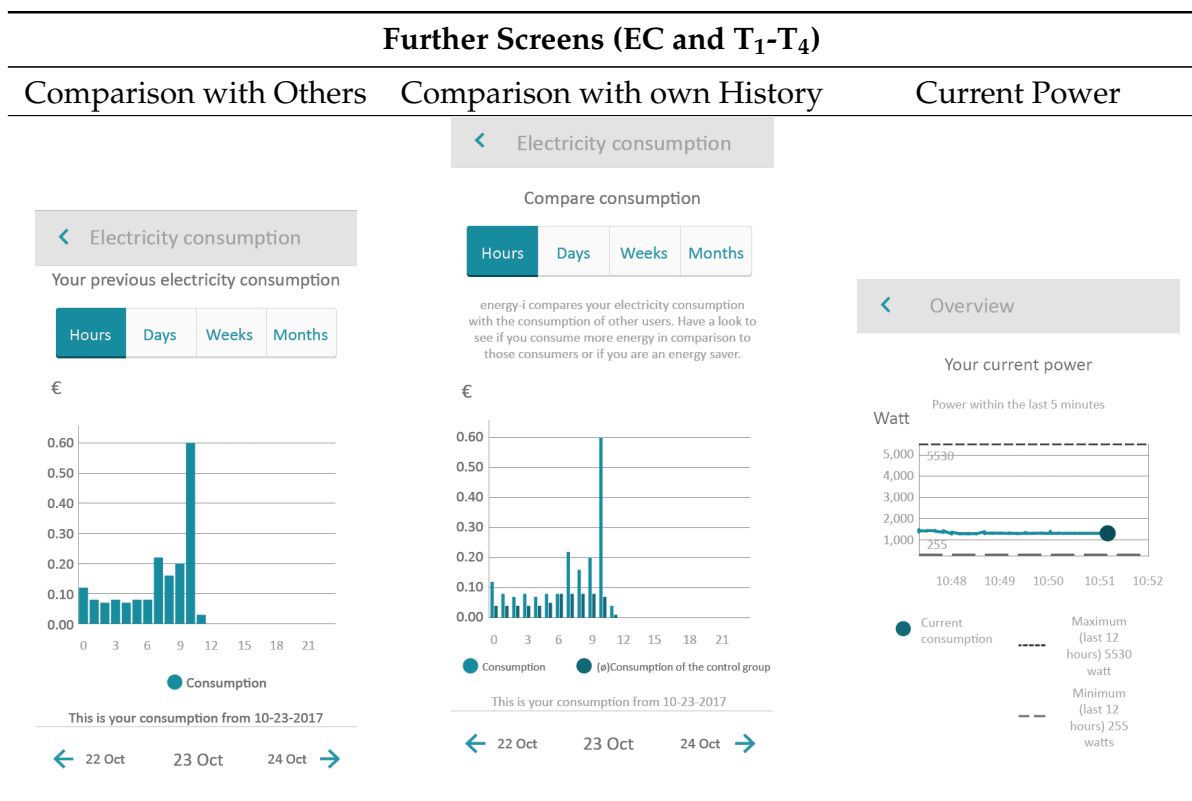 Further Screens (EC and T1-T4)
Comparison with Others
Comparison with own History
Current Power
Electricity consumption
Your previous electricity consumption
Hours Days Weeks Months
€
0.60
0.50
0.40
0.30
0.20
0.10
0.00
0 3 6 9 12 15 18 21
Consumption
This is your consumption from 10-23-2017
22 Oct 23 Oct 24 Oct
Electricity consumption
Compare consumption
Hours Days Weeks Months
energy-i compares your electricity consumption
with the consumption of other users. Have a look to
see if you consume more energy in comparison to
those consumers or if you are an energy saver.
€
0.60
0.50
0.40
0.30
0.20
0.10
0.00
0 3 6 9 12 15 18 21
Consumption (ø)Consumption of the control group
This is your consumption from 10-23-2017
22 Oct 23 Oct 24 Oct
Overview
Your current power
Power within the last 5 minutes
Watt
5,000
5530
4,000
3,000
2,000
1,000
255
10:48 10:49 10:50 10:51 10:52
Current
consumption
Maximum
(last 12
hours) 5530
watt
Minimum
(last 12
hours) 255
watts